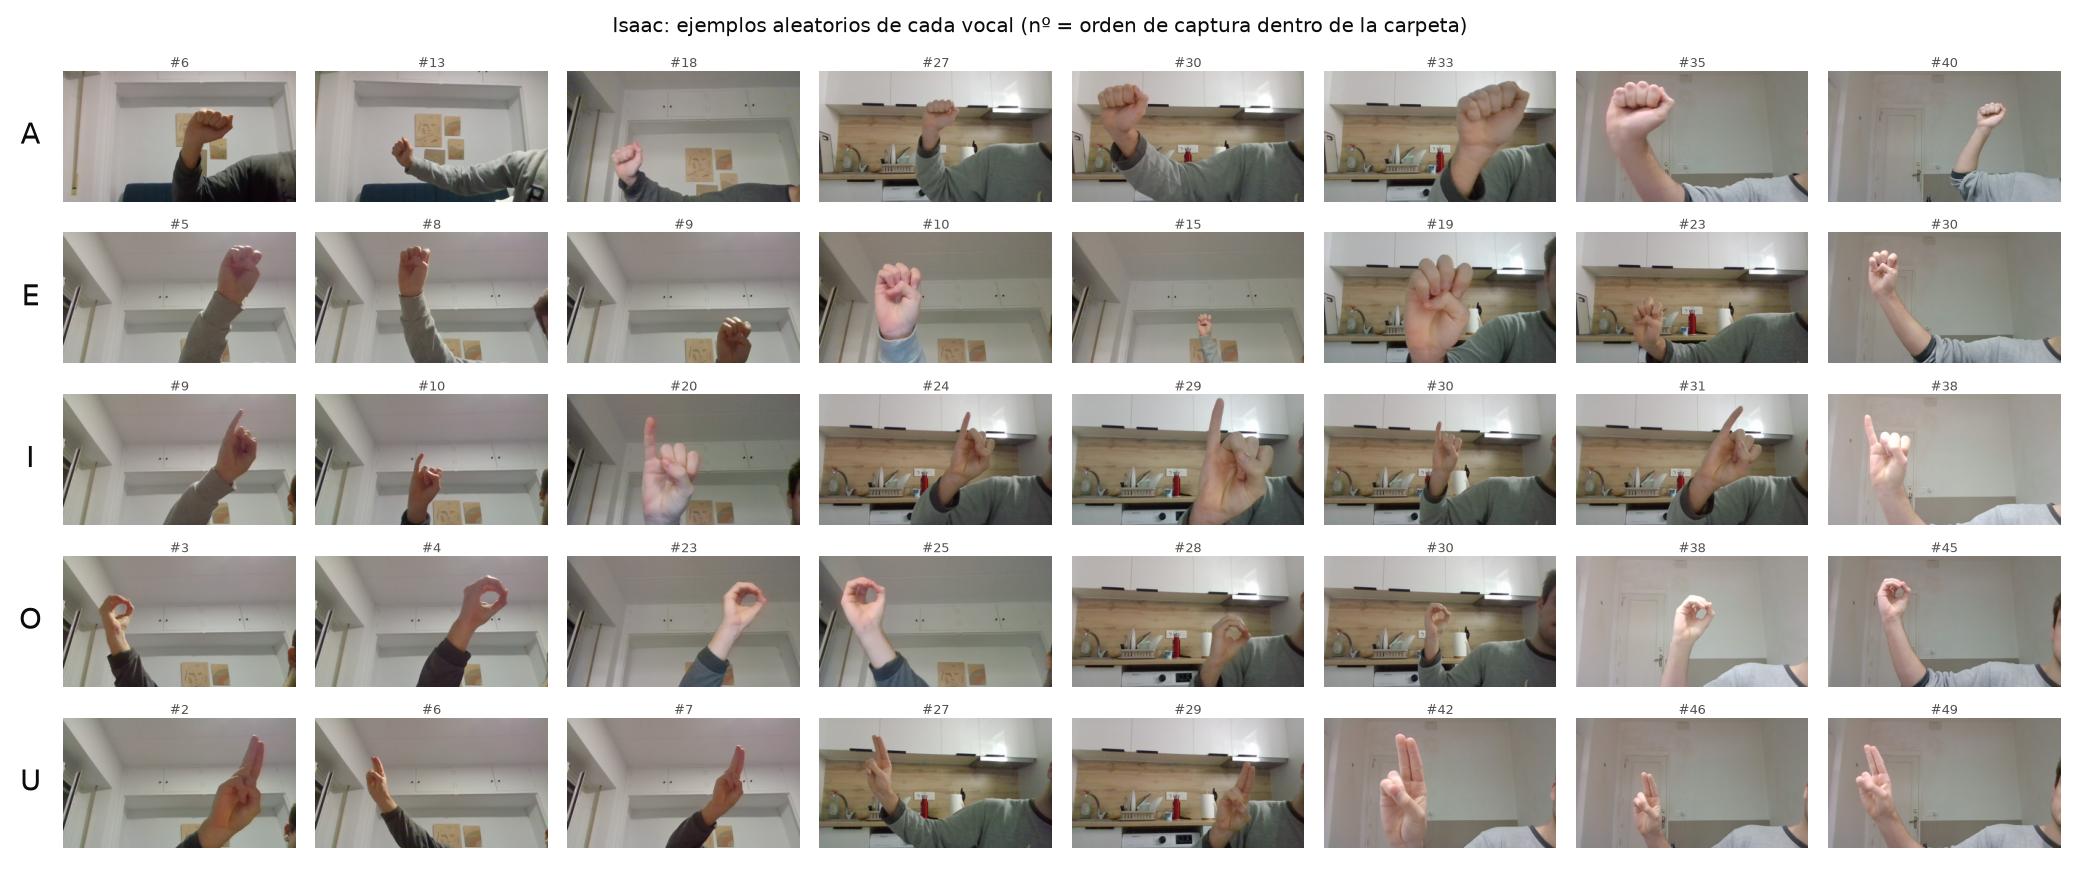 Isaac: ejemplos aleatorios de cada vocal (nº = orden de captura dentro de la carpeta)
#6 #13 #18 #27 #30 #33 #35 #40
A
#5 #8 #9 #10 #15 #19 #23 #30
E
#9 #10 #20 #24 #29 #30 #31 #38
I
#3 #4 #23 #25 #28 #30 #38 #45
O
#2 #6 #7 #27 #29 #42 #46 #49
U